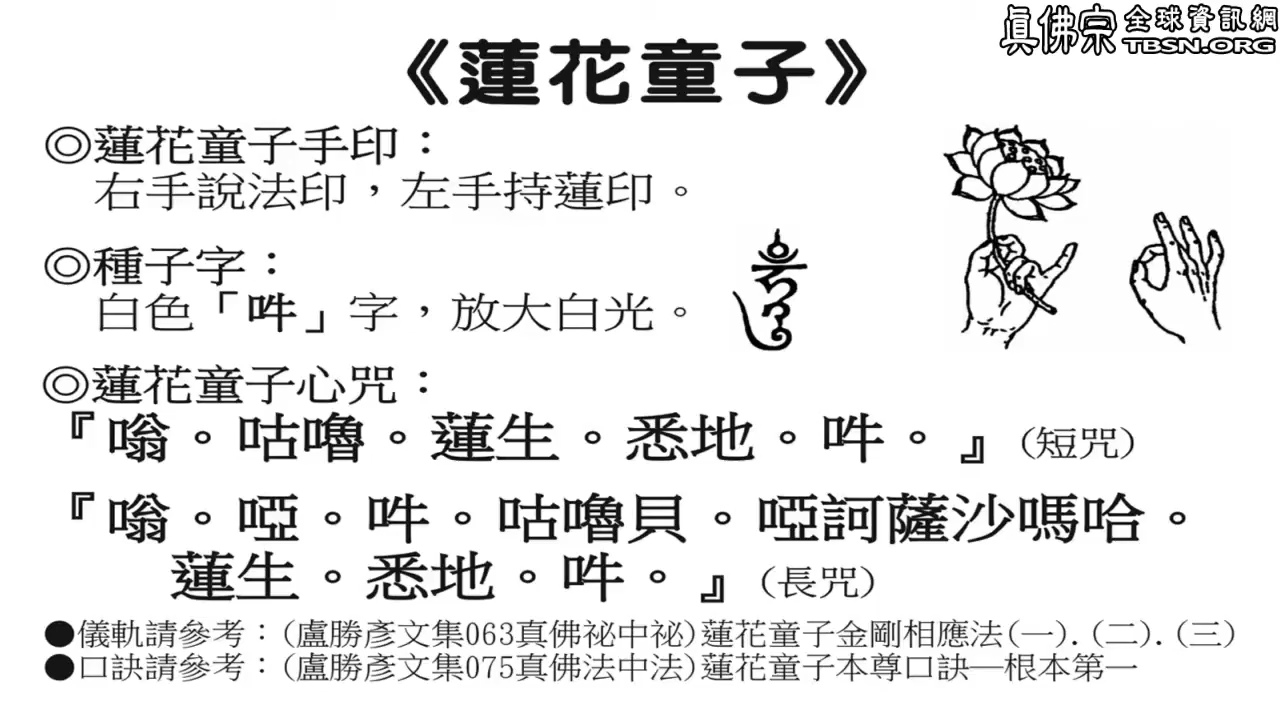 真佛宗 全球資訊網
TBSN.ORG
《蓮花童子》
◎蓮花童子手印：
右手說法印，左手持蓮印。
◎種子字：
白色「吽」字，放大白光。
◎蓮花童子心咒：
『嗡。咕嚕。蓮生。悉地。吽。』(短咒)
『嗡。啞。吽。咕嚕貝。啞訶薩沙嗎哈。
蓮生。悉地。吽。』(長咒)
●儀軌請參考：(盧勝彥文集063真佛祕中祕)蓮花童子金剛相應法(一).(二).(三)
●口訣請參考：(盧勝彥文集075真佛法中法)蓮花童子本尊口訣—根本第一